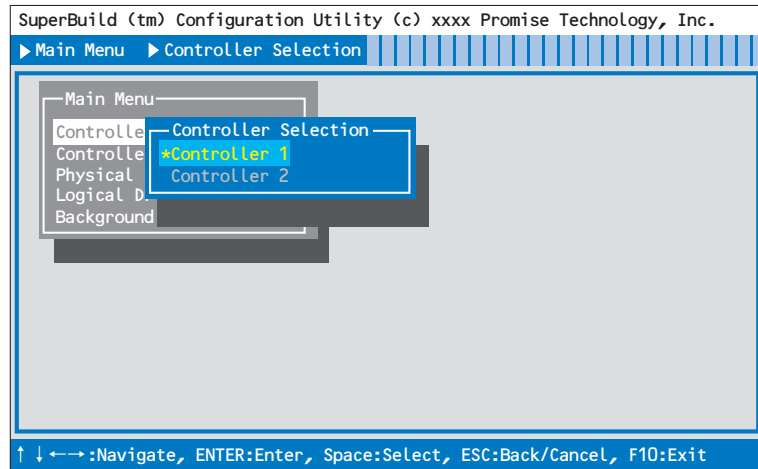 SuperBuild (tm) Configuration Utility (c) xxxx Promise Technology, Inc.
▶Main Menu ▶Controller Selection
Main Menu
Controlle
Controlle
Physical
Logical D
Background
Controller Selection
*Controller 1
Controller 2
↑↓←→:Navigate, ENTER:Enter, Space:Select, ESC:Back/Cancel, F10:Exit